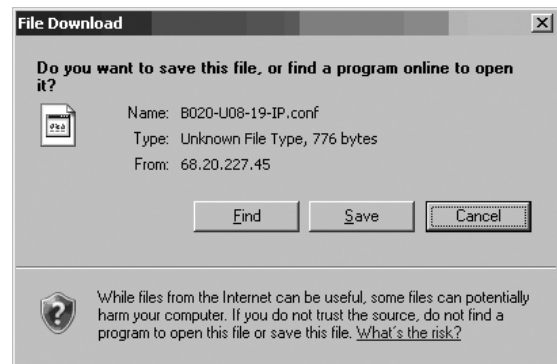 File Download
Do you want to save this file, or find a program online to open
it?
Name: B020-U08-19-IP.conf
Type: Unknown File Type, 776 bytes
From: 68.20.227.45
Find
Save
Cancel
While files from the Internet can be useful, some files can potentially
harm your computer. If you do not trust the source, do not find a
program to open this file or save this file. What's the risk?